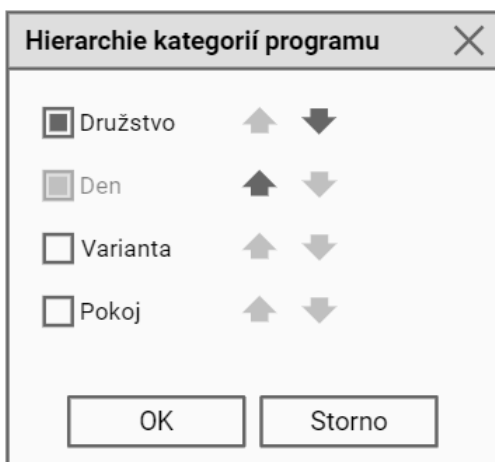 Hierarchie kategorií programu
Družstvo
Den
Varianta
Pokoj
OK
Storno